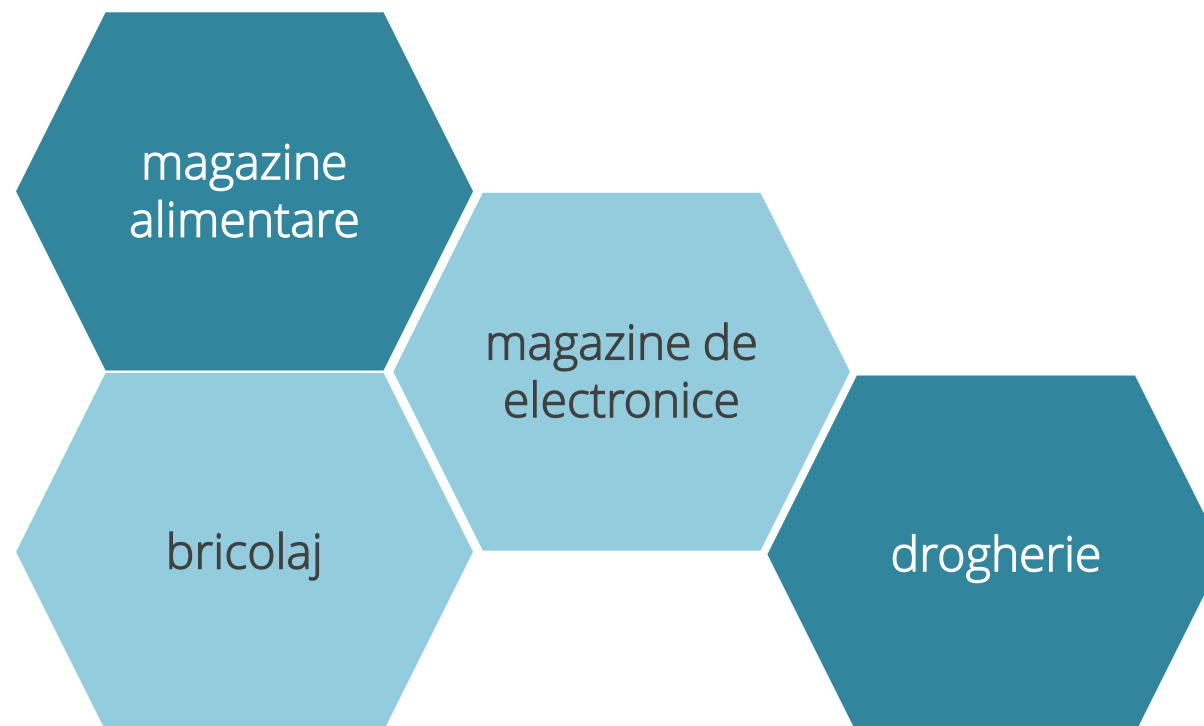 magazine
alimentare
magazine de
electronice
bricolaj
drogherie